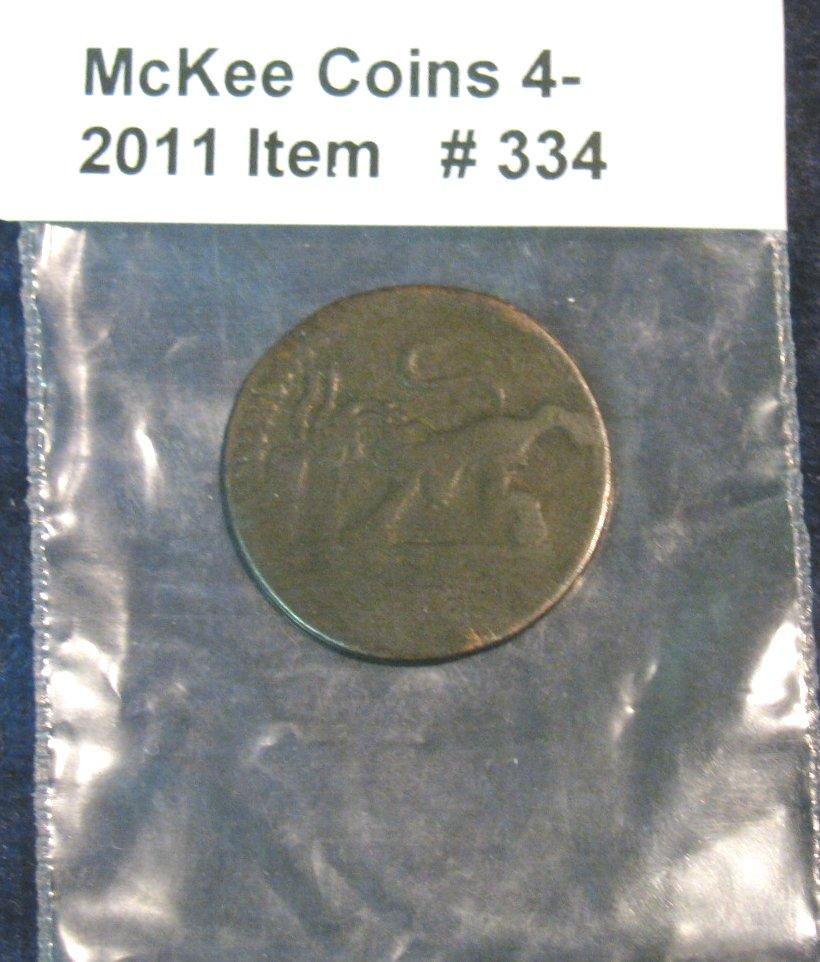 McKee Coins 4-
2011 Item # 334